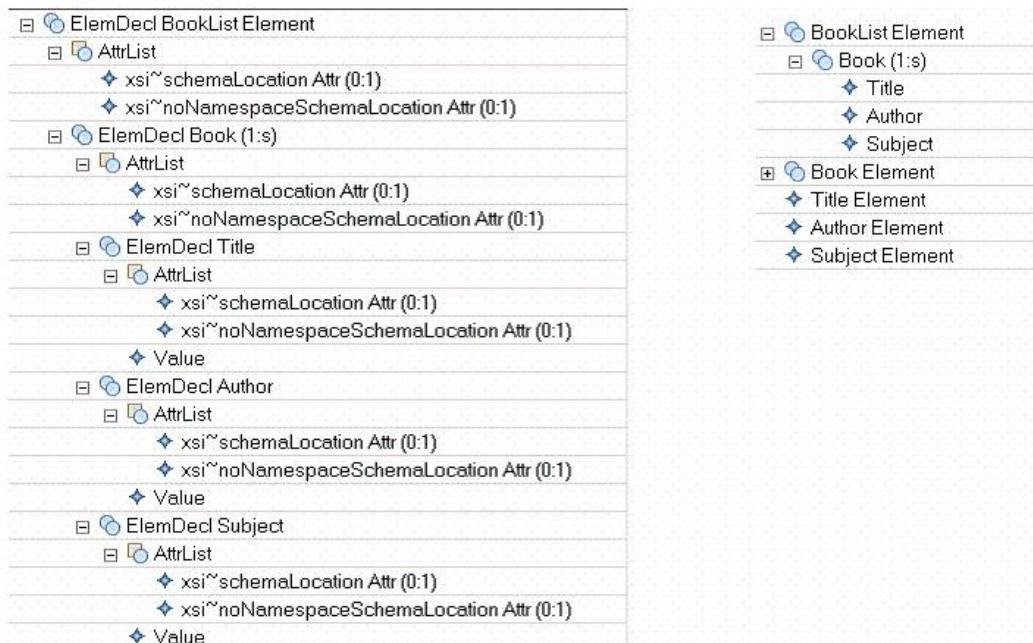 ElemDecl BookList Element
AttrList
xsi~schemaLocation Attr (0:1)
xsi~noNamespaceSchemaLocation Attr (0:1)
ElemDecl Book (1:s)
AttrList
xsi~schemaLocation Attr (0:1)
xsi~noNamespaceSchemaLocation Attr (0:1)
ElemDecl Title
AttrList
xsi~schemaLocation Attr (0:1)
xsi~noNamespaceSchemaLocation Attr (0:1)
Value
ElemDecl Author
AttrList
xsi~schemaLocation Attr (0:1)
xsi~noNamespaceSchemaLocation Attr (0:1)
Value
ElemDecl Subject
AttrList
xsi~schemaLocation Attr (0:1)
xsi~noNamespaceSchemaLocation Attr (0:1)
Value
BookList Element
Book (1:s)
Title
Author
Subject
Book Element
Title Element
Author Element
Subject Element